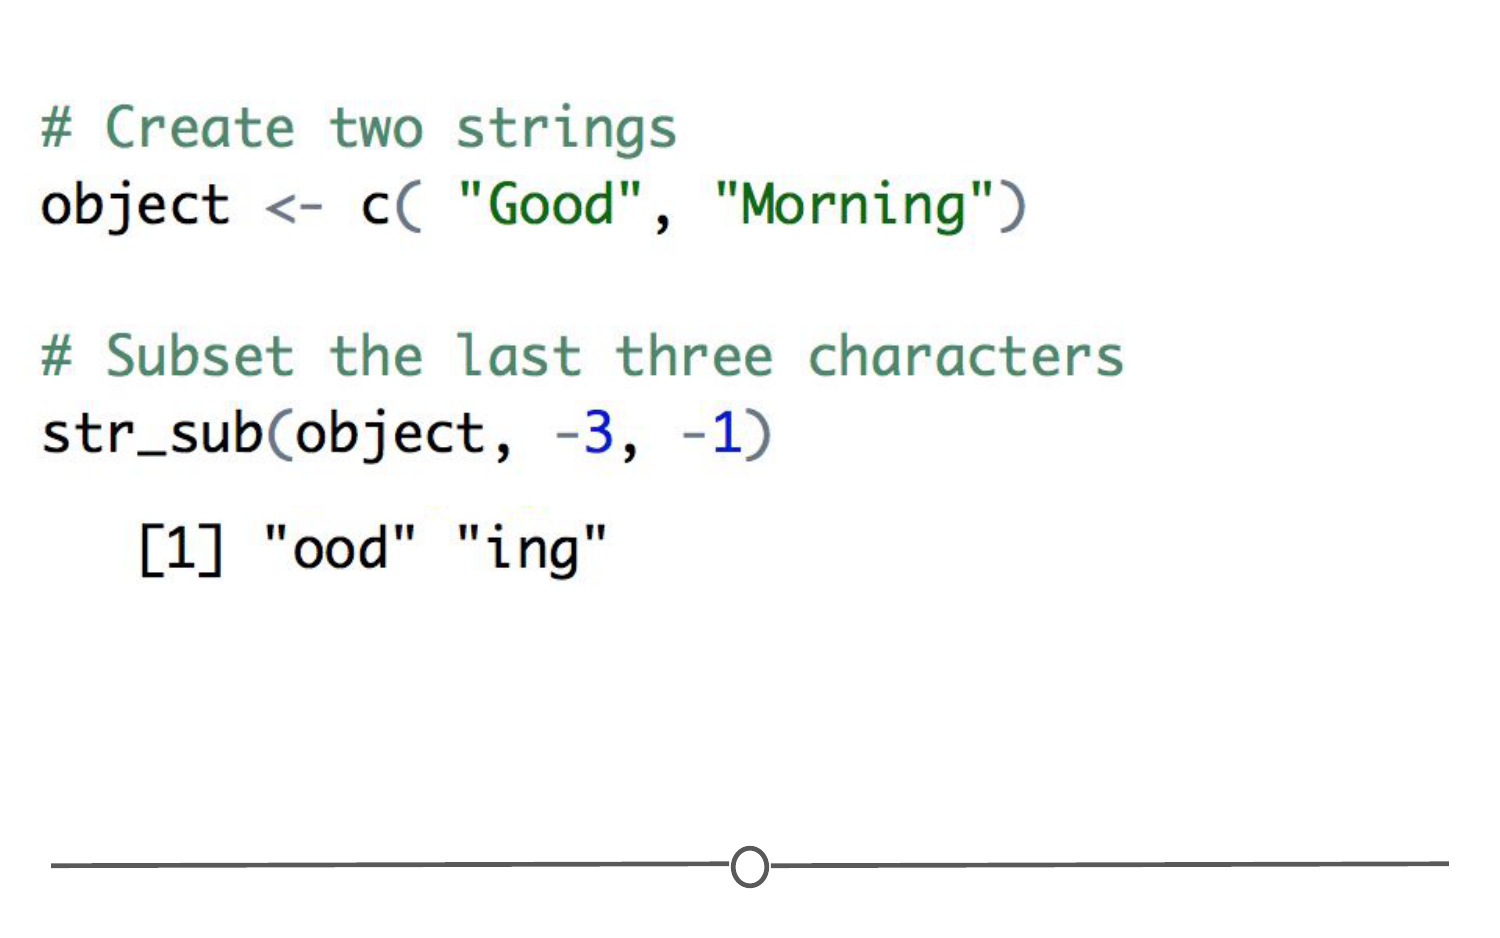 # Create two strings
object <- c( "Good", "Morning")
# Subset the last three characters
str_sub(object, -3, -1)
[1] "ood" "ing"